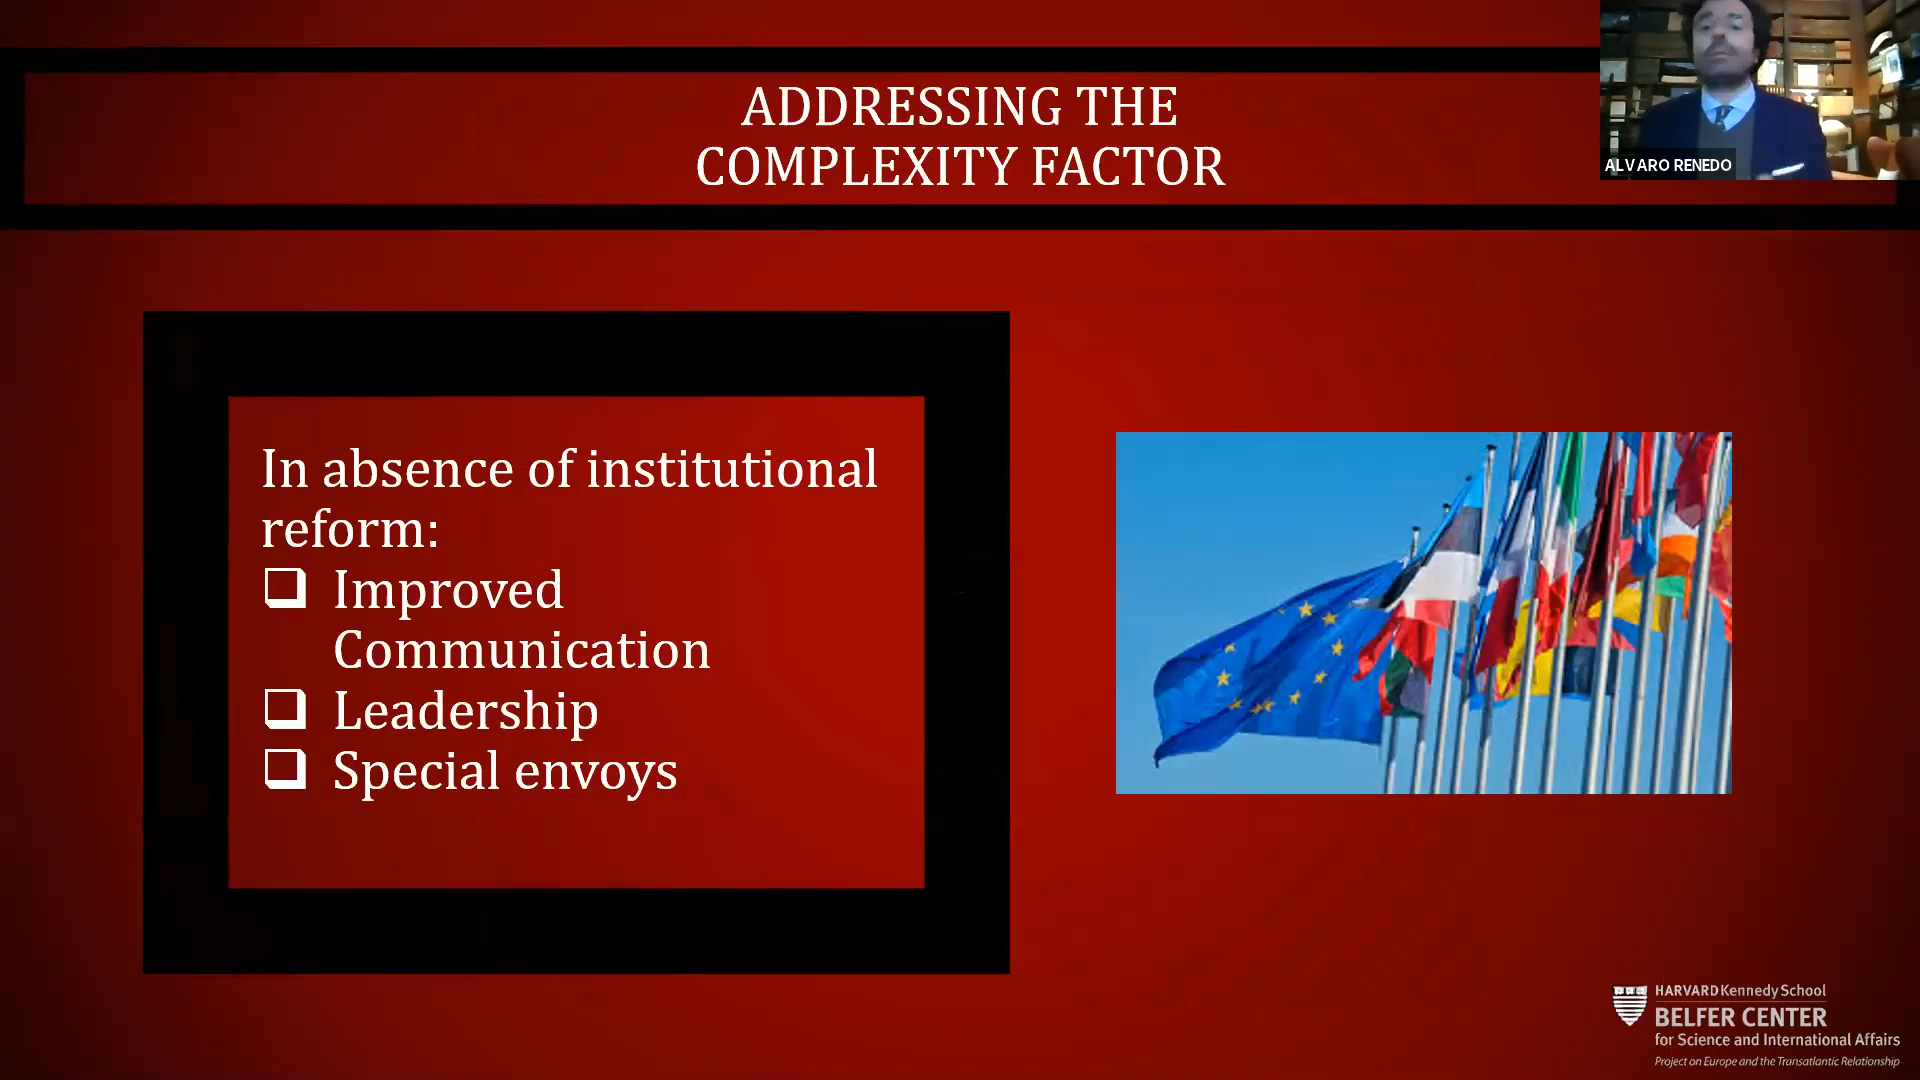 ADDRESSING THE
COMPLEXITY FACTOR
ALVARO RENEDO
In absence of institutional
reform:
Improved
Communication
Leadership
Special envoys
HARVARD Kennedy School
BELFER CENTER
for Science and International Affairs
Project on Europe and the Transatlantic Relationship